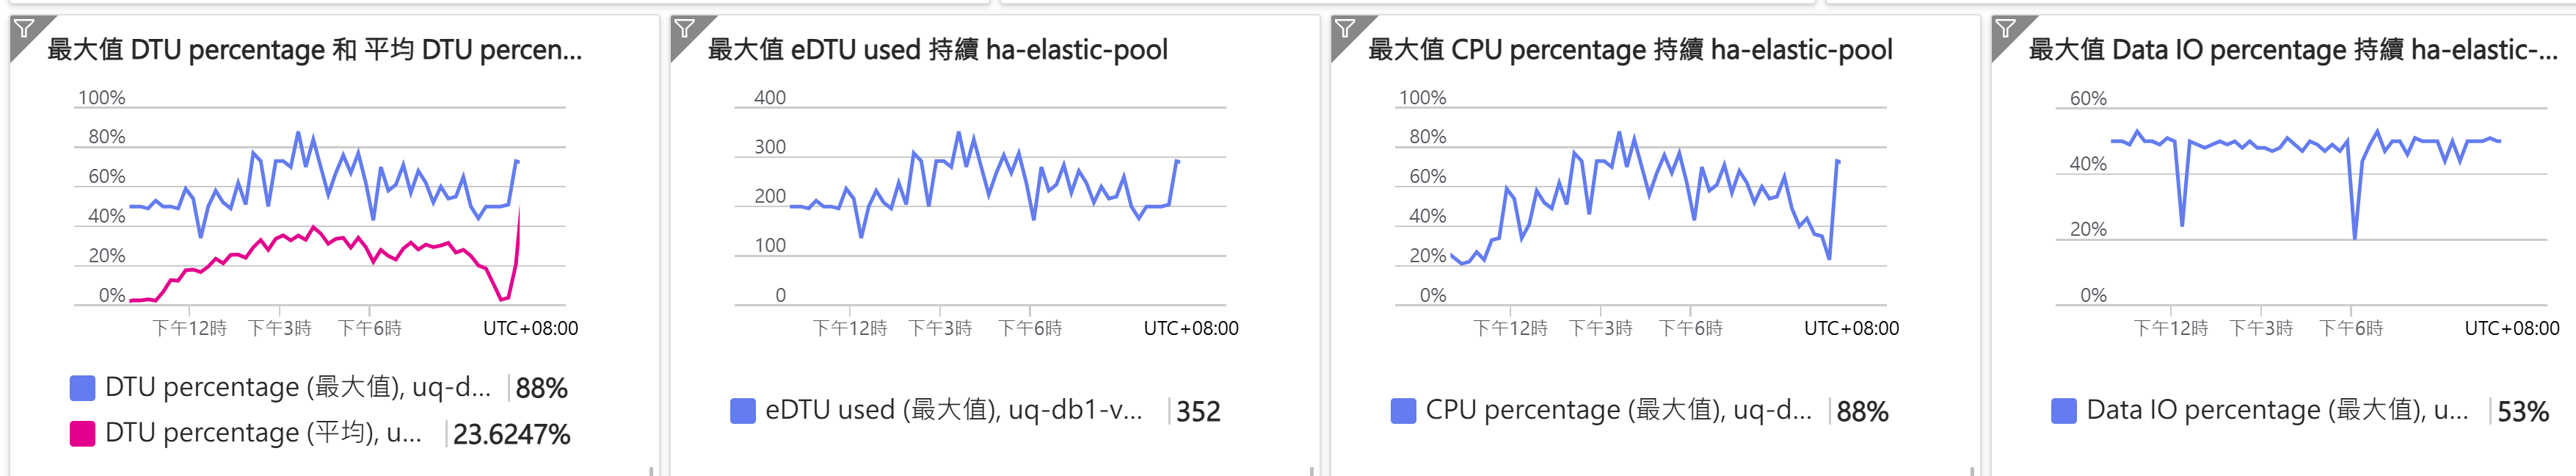 最大值 DTU percentage 和 平均 DTU percen...
100%
80%
60%
40%
20%
0%
下午12時 下午3時 下午6時 UTC+08:00
DTU percentage (最大值), uq-d... 88%
DTU percentage (平均), u... 23.6247%
最大值 eDTU used 持續 ha-elastic-pool
400
300
200
100
0
下午12時 下午3時 下午6時 UTC+08:00
eDTU used (最大值), uq-db1-v... 352
最大值 CPU percentage 持續 ha-elastic-pool
100%
80%
60%
40%
20%
0%
下午12時 下午3時 下午6時 UTC+08:00
CPU percentage (最大值), uq-d... 88%
最大值 Data IO percentage 持續 ha-elastic-...
60%
40%
20%
0%
下午12時 下午3時 下午6時 UTC+08:00
Data IO percentage (最大值), u... 53%